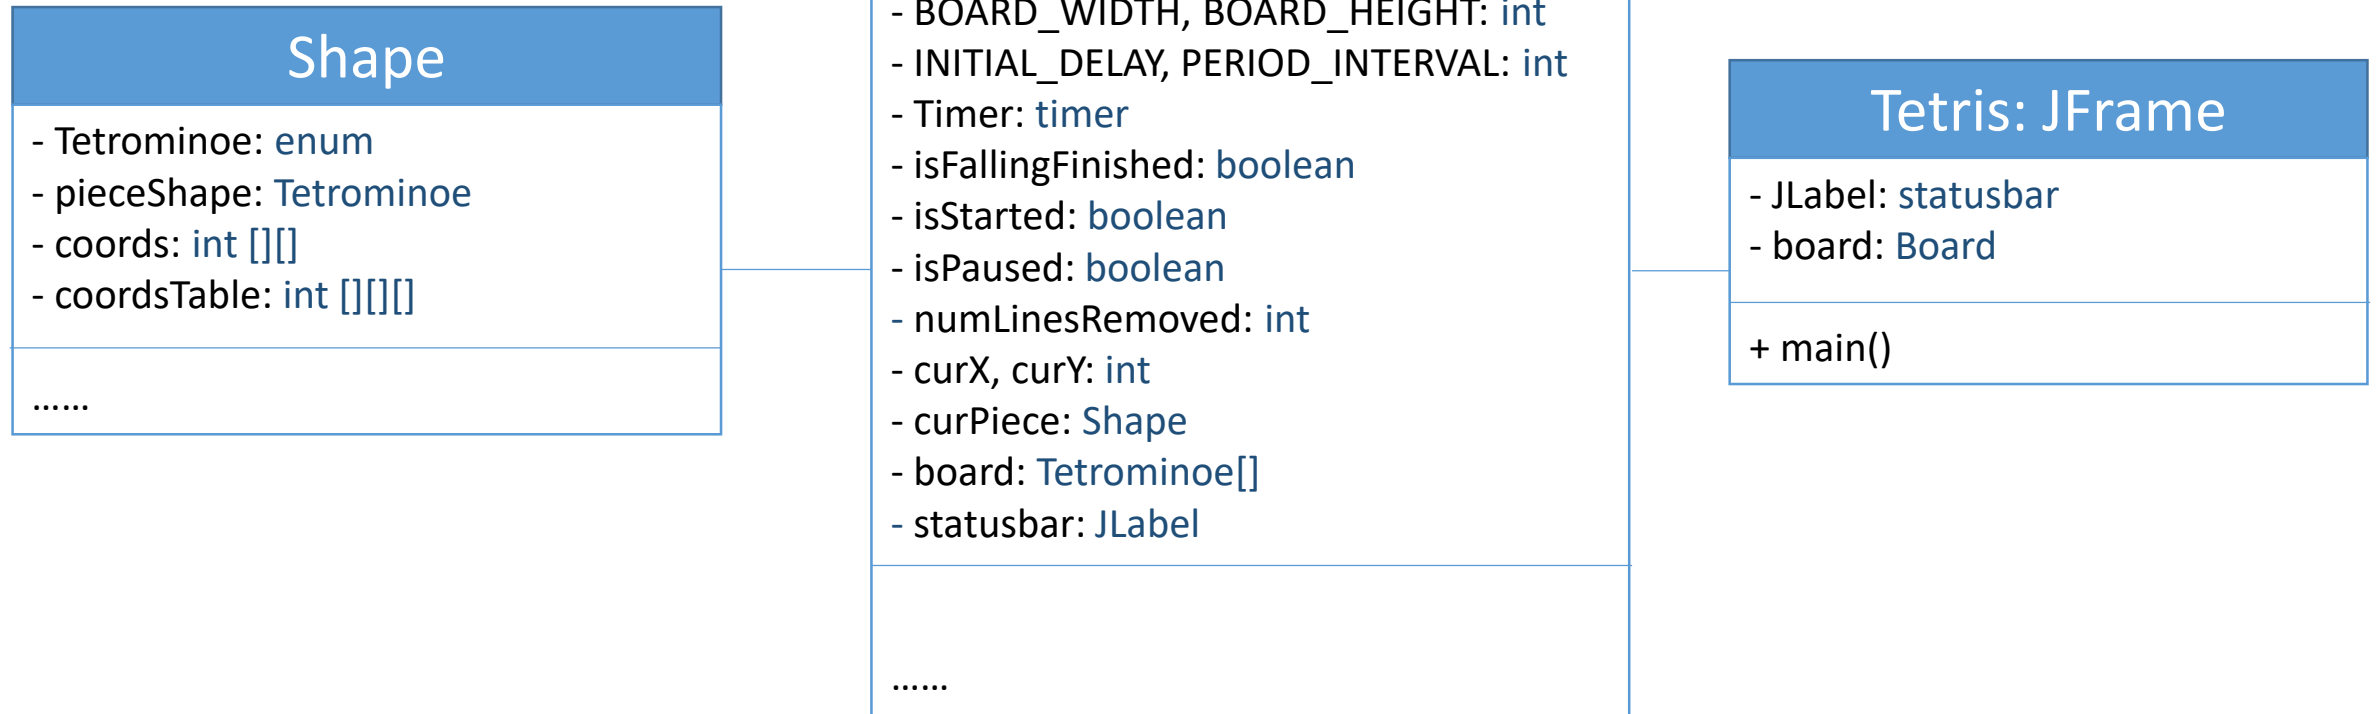 Shape
- Tetrominoe: enum
- pieceShape: Tetrominoe
- coords: int [][]
- coordsTable: int [][][]
……
- BOARD_WIDTH, BOARD_HEIGHT: int
- INITIAL_DELAY, PERIOD_INTERVAL: int
- Timer: timer
- isFallingFinished: boolean
- isStarted: boolean
- isPaused: boolean
- numLinesRemoved: int
- curX, curY: int
- curPiece: Shape
- board: Tetrominoe[]
- statusbar: JLabel
……
Tetris: JFrame
- JLabel: statusbar
- board: Board
+ main()